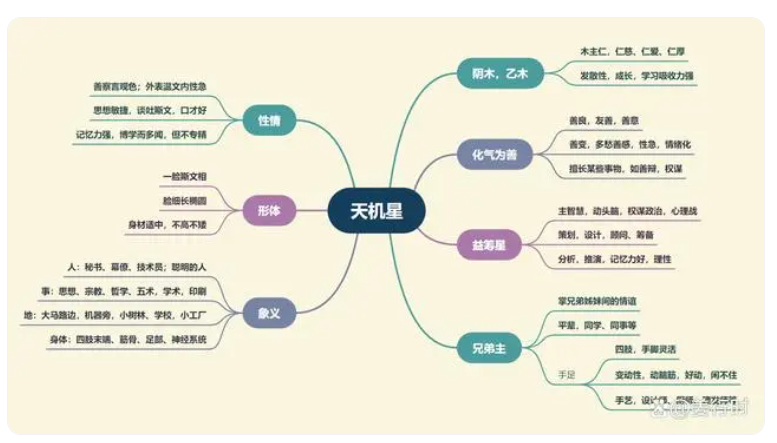 天机星
性情
善察言观色；外表温文内性急
思想敏捷，谈吐斯文，口才好
记忆力强，博学而多闻，但不专精
形体
一脸斯文相
脸细长椭圆
身材适中，不高不矮
象义
人：秘书、幕僚、技术员；聪明的人
事：思想、宗教、哲学、五术，学术，印刷
地：大马路边，机器旁，小树林、学校，小工厂
身体：四肢末端、筋骨、足部、神经系统
阴木，乙木
木主仁，仁慈、仁爱、仁厚
发散性，成长，学习吸收力强
化气为善
善良，友善，善意
善变，多愁善感，性急，情绪化
擅长某些事物，如善辩，权谋
益筹星
主智慧，动头脑，权谋政治，心理战
策划，设计，顾问、筹备
分析，推演，记忆力好，理性
兄弟主
掌兄弟姊妹间的情谊
平辈，同学、同事等
手足
四肢，手脚灵活
变动性，动脑筋，好动，闲不住
手艺，设计师、